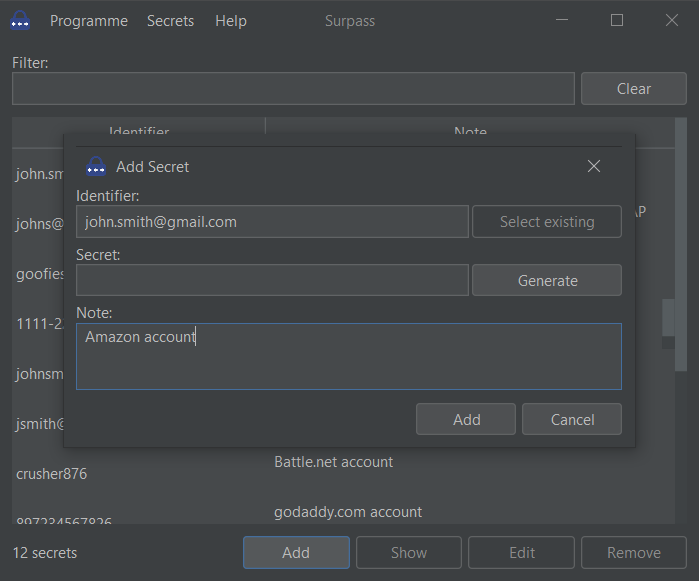 Programme Secrets Help Surpass
Filter:
Clear
Identifier Note
john.sm
johns@ AP
goofies
1111-2
johnsm
jsmith@
Add Secret
Identifier:
john.smith@gmail.com Select existing
Secret:
Generate
Note:
Amazon account
Add Cancel
Battle.net account
crusher876
godaddy.com account
897234567826
12 secrets Add Show Edit Remove